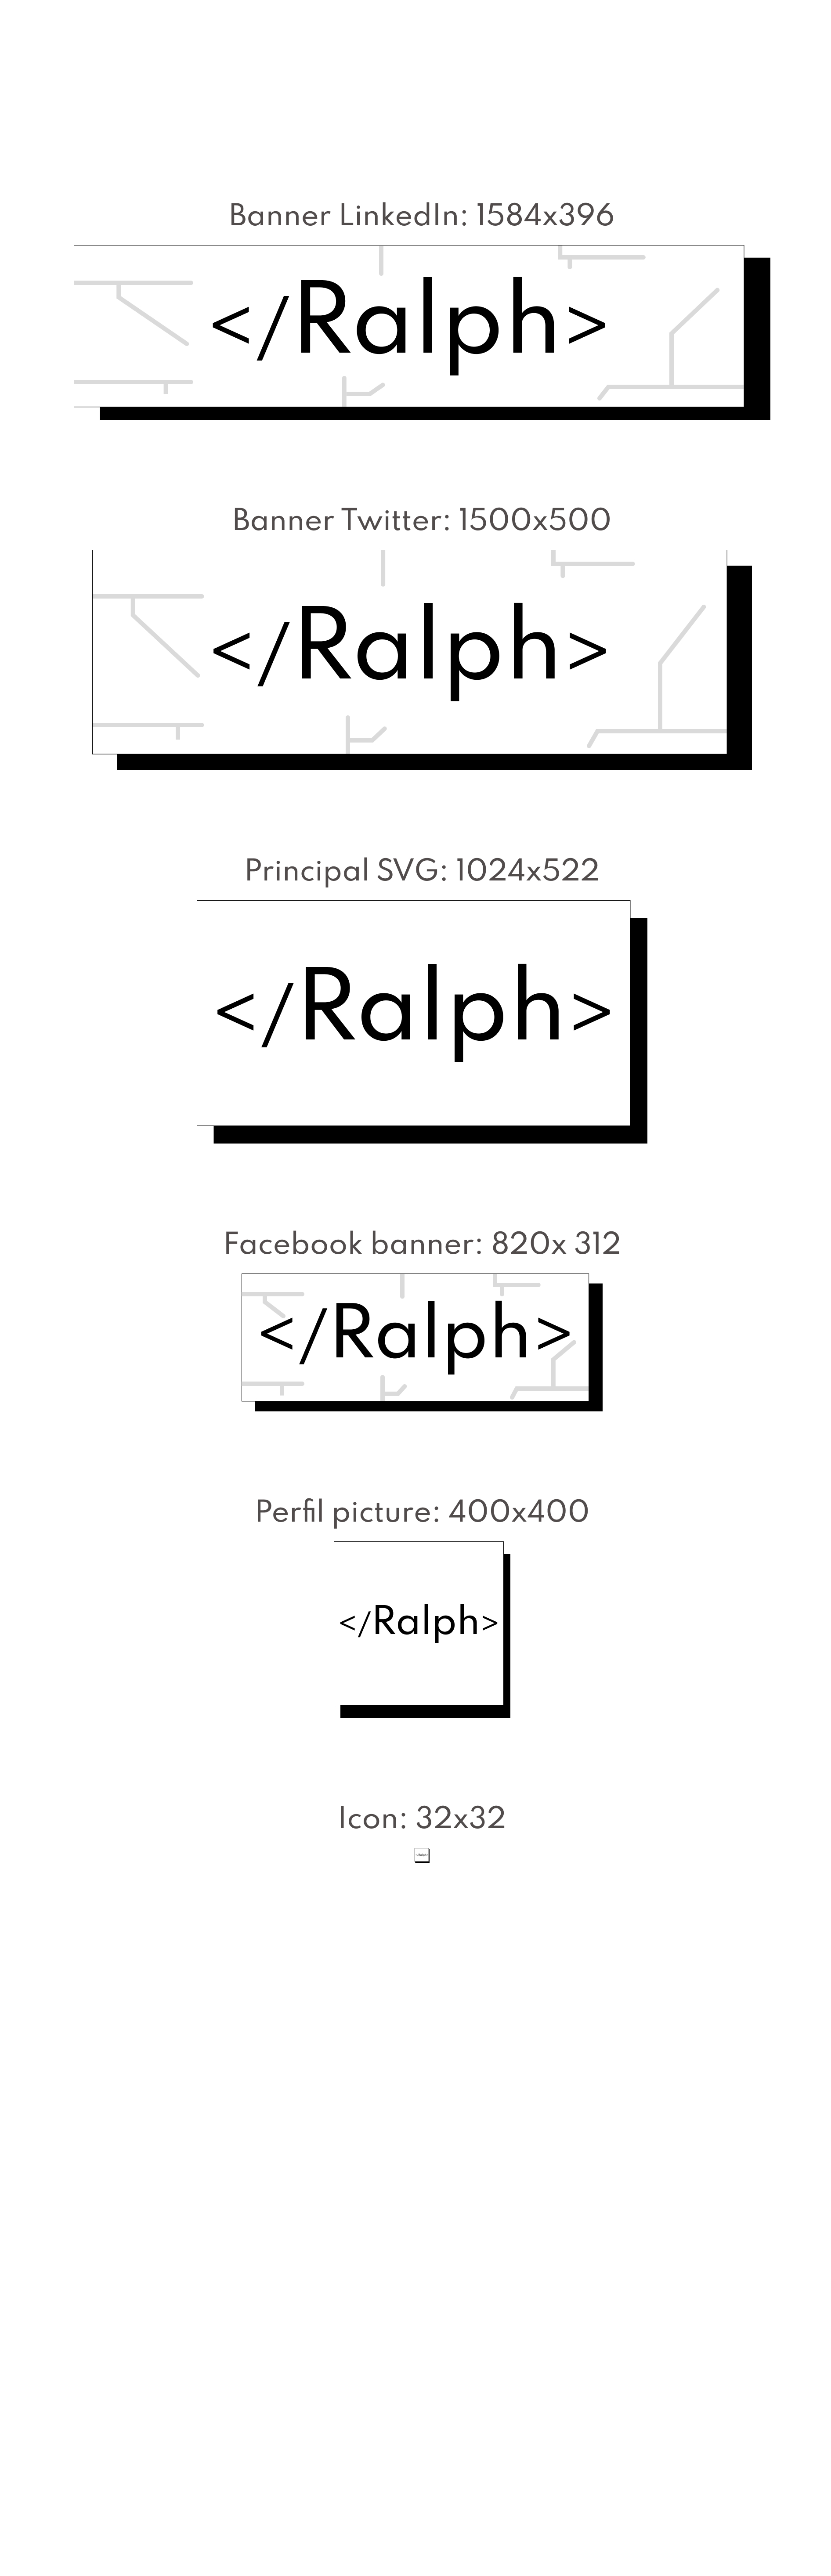 Banner LinkedIn: 1584x396
</Ralph>
Banner Twitter: 1500x500
</Ralph>
Principal SVG: 1024x522
</Ralph>
Facebook banner: 820x 312
</Ralph>
Perfil picture: 400x400
</Ralph>
Icon: 32x32